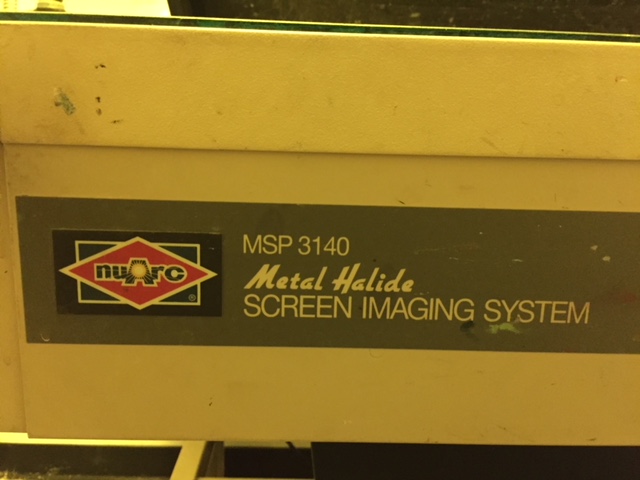 nuArc
®
MSP 3140
Metal Halide
SCREEN IMAGING SYSTEM